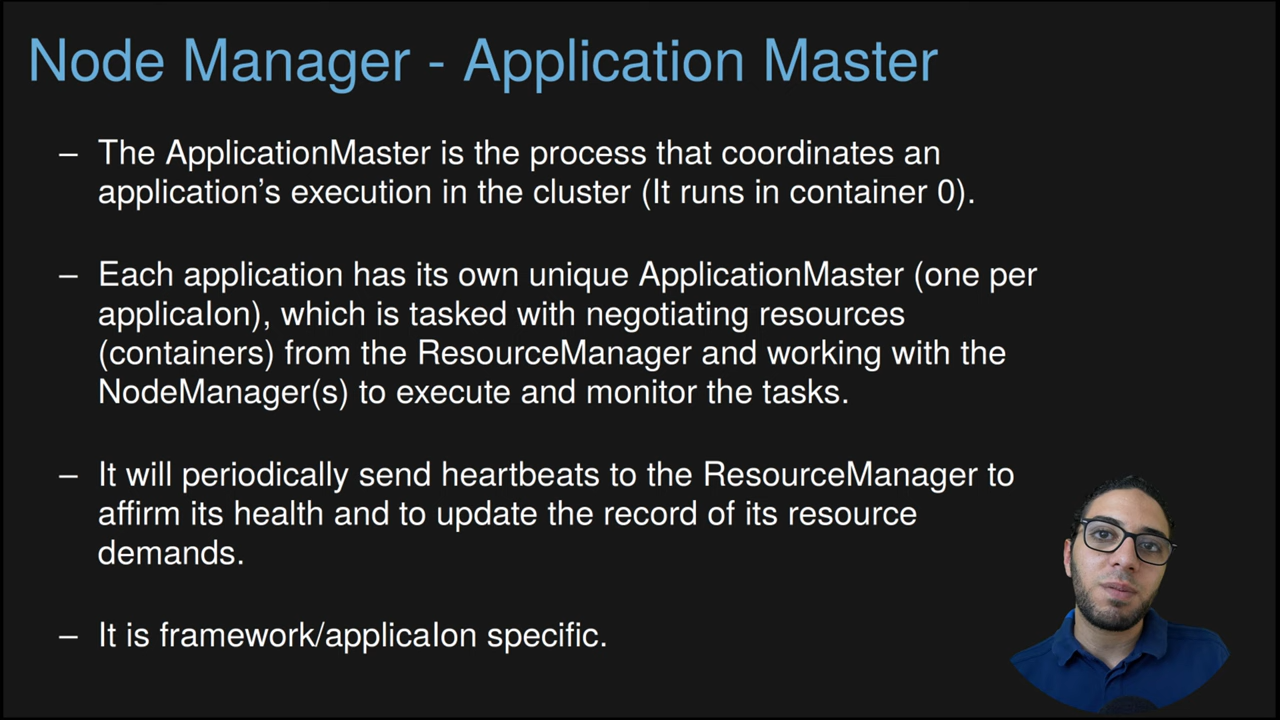 Node Manager - Application Master
– The ApplicationMaster is the process that coordinates an
application’s execution in the cluster (It runs in container 0).
– Each application has its own unique ApplicationMaster (one per
applicaIon), which is tasked with negotiating resources
(containers) from the ResourceManager and working with the
NodeManager(s) to execute and monitor the tasks.
– It will periodically send heartbeats to the ResourceManager to
affirm its health and to update the record of its resource
demands.
– It is framework/applicaIon specific.